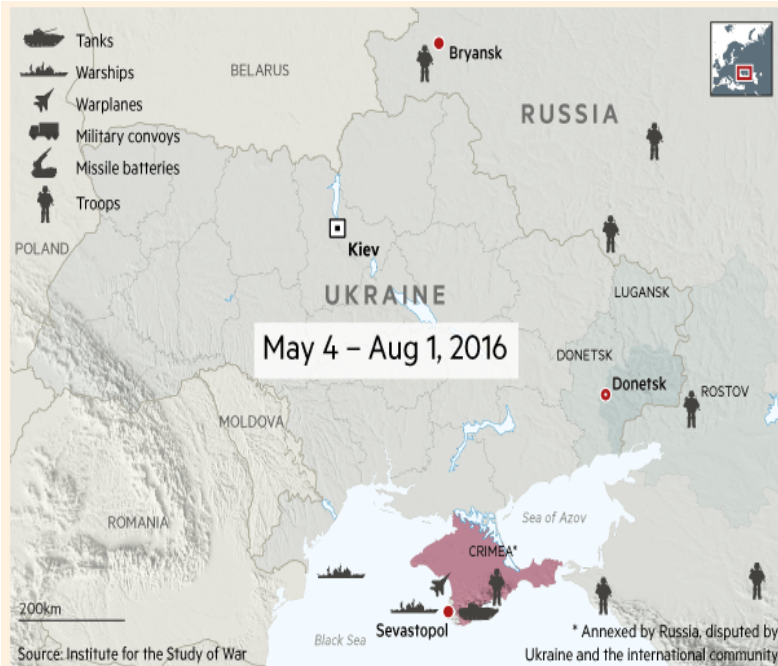 Tanks
Warships
Warplanes
Military convoys
Missile batteries
Troops
BELARUS
Bryansk
RUSSIA
POLAND
Kiev
UKRAINE
LUGANSK
May 4 – Aug 1, 2016
DONETSK
Donetsk
ROSTOV
MOLDOVA
ROMANIA
Sea of Azov
CRIMEA*
200km
Sevastopol
Black Sea
* Annexed by Russia, disputed by
Ukraine and the international community
Source: Institute for the Study of War